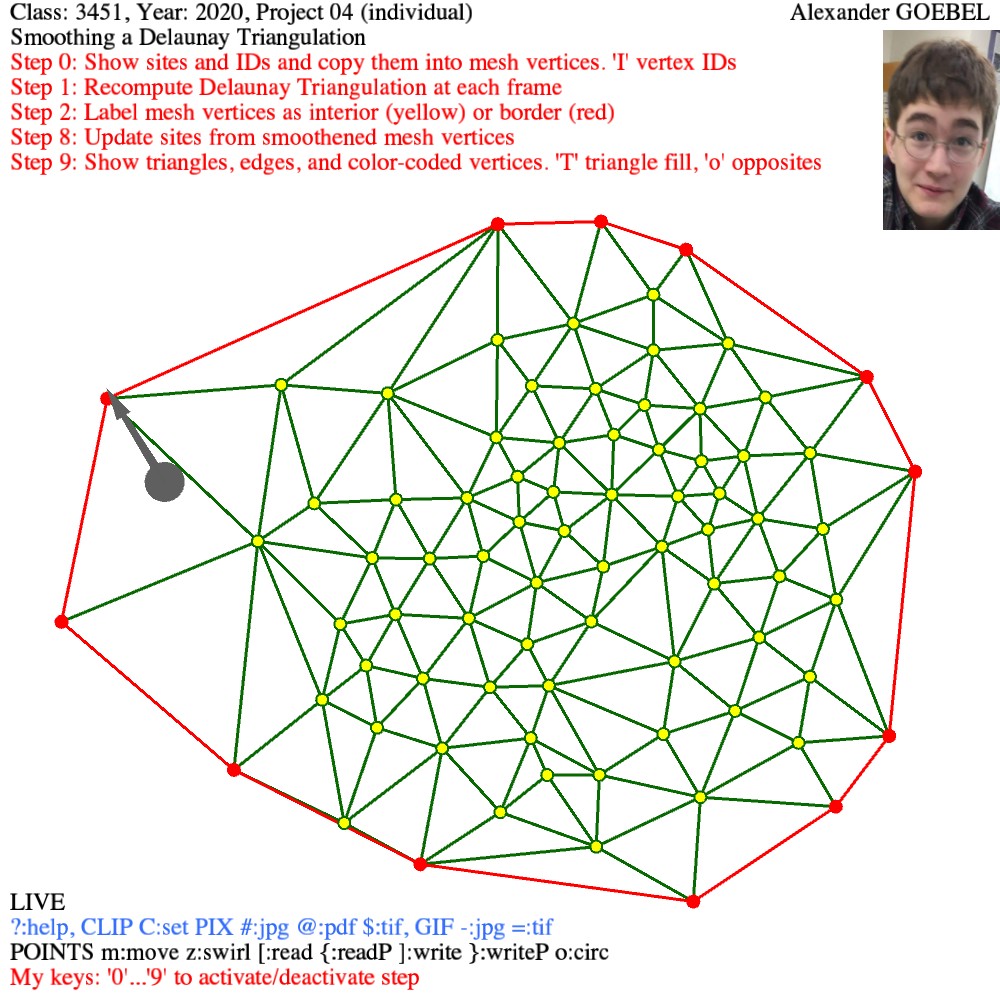 Class: 3451, Year: 2020, Project 04 (individual) Alexander GOEBEL
Smoothing a Delaunay Triangulation
Step 0: Show sites and IDs and copy them into mesh vertices. 'I' vertex IDs
Step 1: Recompute Delaunay Triangulation at each frame
Step 2: Label mesh vertices as interior (yellow) or border (red)
Step 8: Update sites from smoothened mesh vertices
Step 9: Show triangles, edges, and color-coded vertices. 'T' triangle fill, 'o' opposites
LIVE
?:help, CLIP C:set PIX #:jpg @:pdf $:tif, GIF -:jpg =:tif
POINTS m:move z:swirl [:read {:readP ]:write }:writeP o:circ
My keys: '0'...'9' to activate/deactivate step